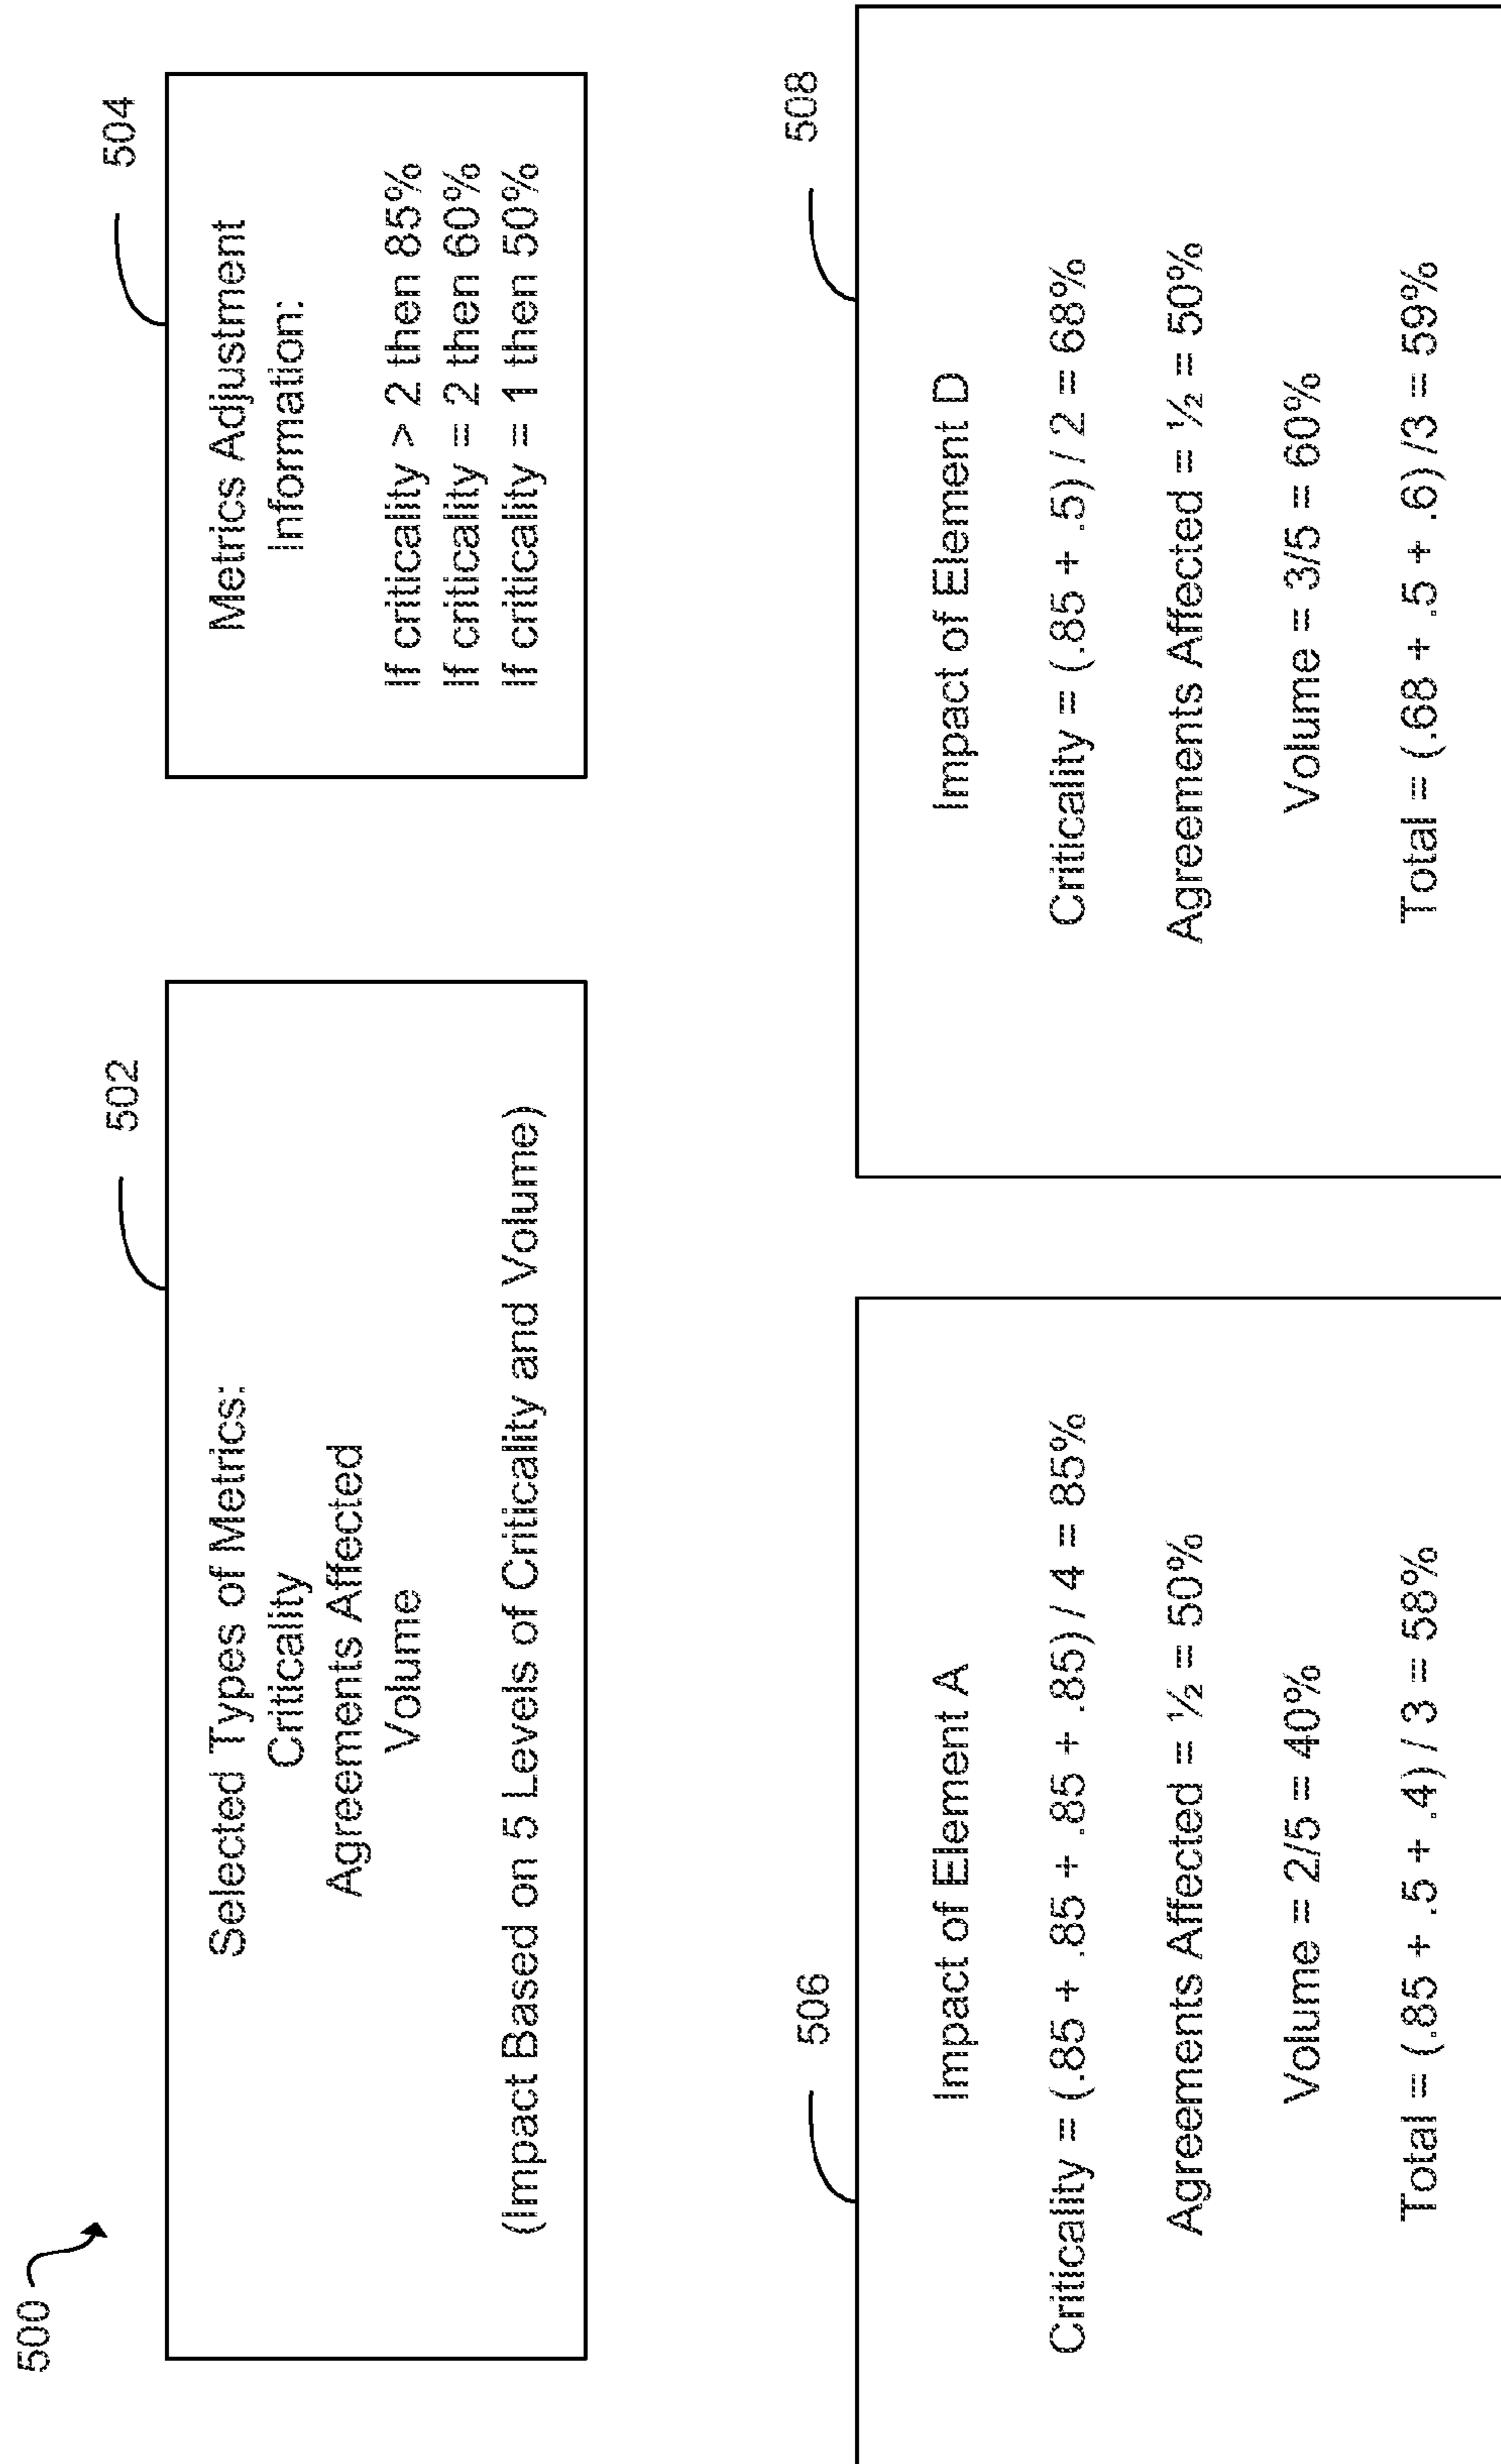 500
502
Selected Types of Metrics:
Criticality
Agreements Affected
Volume
(Impact Based on 5 Levels of Criticality and Volume)
504
Metrics Adjustment
Information:
If criticality > 2 then 85%
If criticality = 2 then 60%
If criticality = 1 then 50%
506
Impact of Element A
Criticality = (.85 + .85 + .85 + .85) / 4 = 85%
Agreements Affected = ½ = 50%
Volume = 2/5 = 40%
Total = (.85 + .5 + .4) / 3 = 58%
508
Impact of Element D
Criticality = (.85 + .5) / 2 = 68%
Agreements Affected = ½ = 50%
Volume = 3/5 = 60%
Total = (.68 + .5 + .6) /3 = 59%